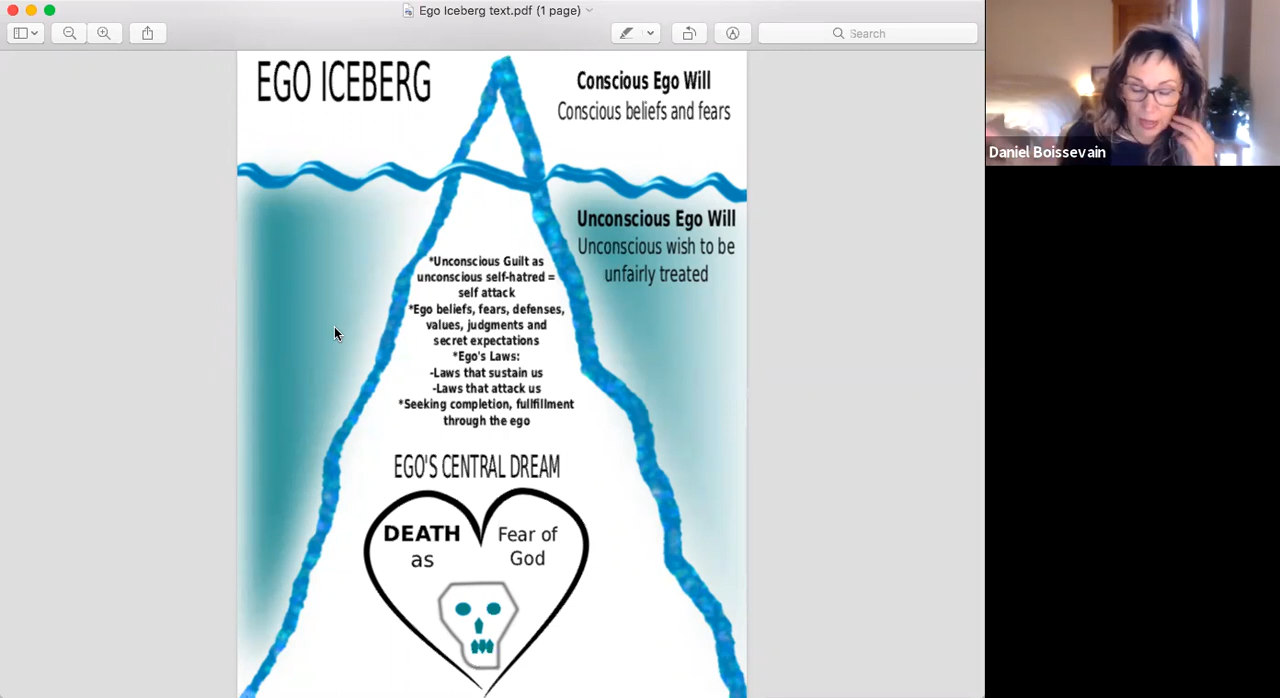 Ego Iceberg text.pdf (1 page)
Search
EGO ICEBERG
Conscious Ego Will
Conscious beliefs and fears
Unconscious Ego Will
Unconscious wish to be
unfairly treated
*Unconscious Guilt as
unconscious self-hatred =
self attack
*Ego beliefs, fears, defenses,
values, judgments and
secret expectations
*Ego's Laws:
-Laws that sustain us
-Laws that attack us
*Seeking completion, fullfillment
through the ego
EGO'S CENTRAL DREAM
DEATH
as
Fear of
God
Daniel Boissevain